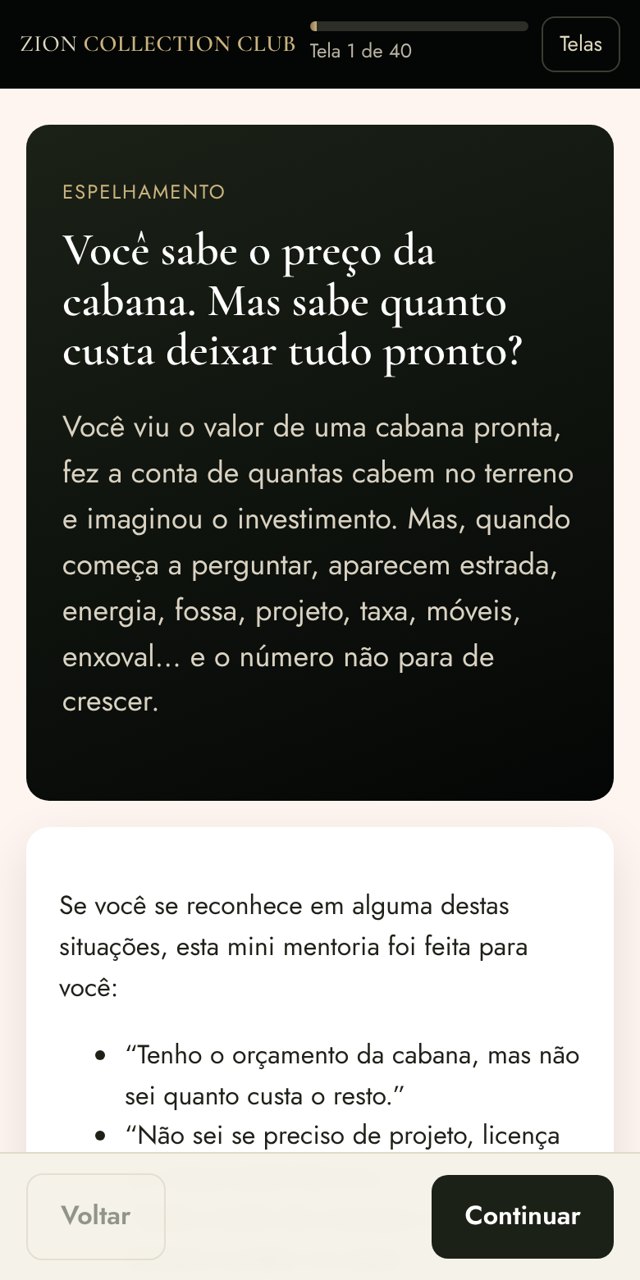 ZION COLLECTION CLUB
Tela 1 de 40
Telas
ESPELHAMENTO
Você sabe o preço da
cabana. Mas sabe quanto
custa deixar tudo pronto?
Você viu o valor de uma cabana pronta,
fez a conta de quantas cabem no terreno
e imaginou o investimento. Mas, quando
começa a perguntar, aparecem estrada,
energia, fossa, projeto, taxa, móveis,
enxoval... e o número não para de
crescer.
Se você se reconhece em alguma destas
situações, esta mini mentoria foi feita para
você:
• “Tenho o orçamento da cabana, mas não
sei quanto custa o resto.”
• “Não sei se preciso de projeto, licença
Voltar
Continuar